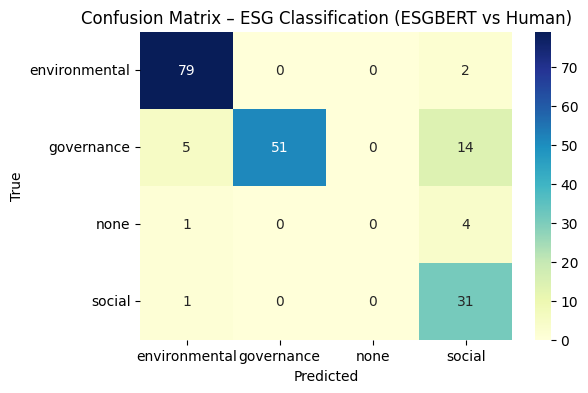 Confusion Matrix – ESG Classification (ESGBERT vs Human)
True
environmental 79 0 0 2
governance 5 51 0 14
none 1 0 0 4
social 1 0 0 31
environmental governance none social
Predicted
70
60
50
40
30
20
10
0